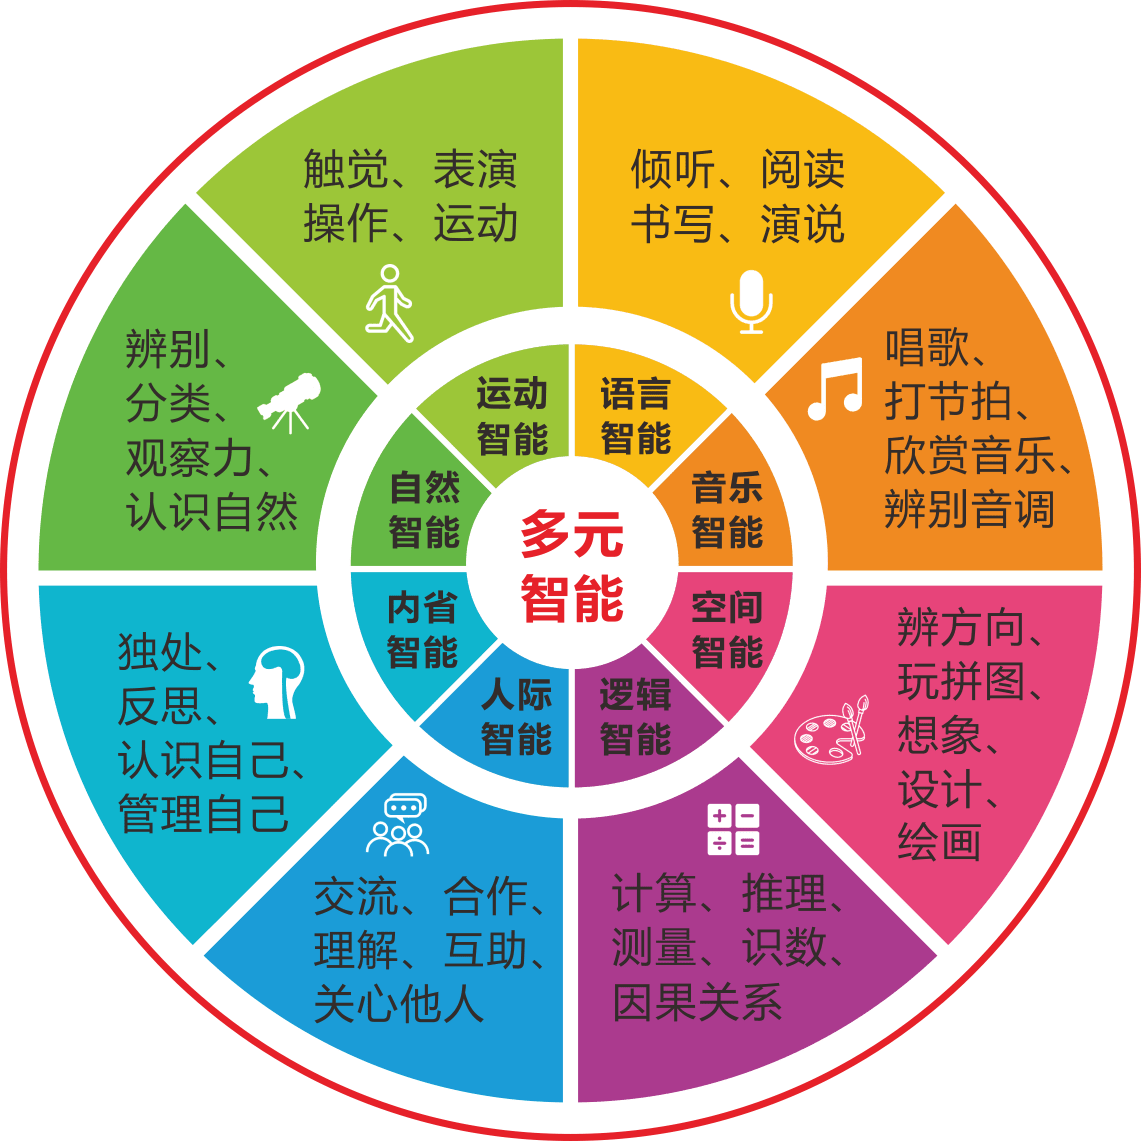 触觉、表演
操作、运动
倾听、阅读
书写、演说
辨别、
分类、
观察力、
认识自然
唱歌、
打节拍、
欣赏音乐、
辨别音调
运动
智能
语言
智能
自然
智能
音乐
智能
多元
智能
内省
智能
空间
智能
人际
智能
逻辑
智能
独处、
反思、
认识自己、
管理自己
辨方向、
玩拼图、
想象、
设计、
绘画
交流、合作、
理解、互助、
关心他人
计算、推理、
测量、识数、
因果关系